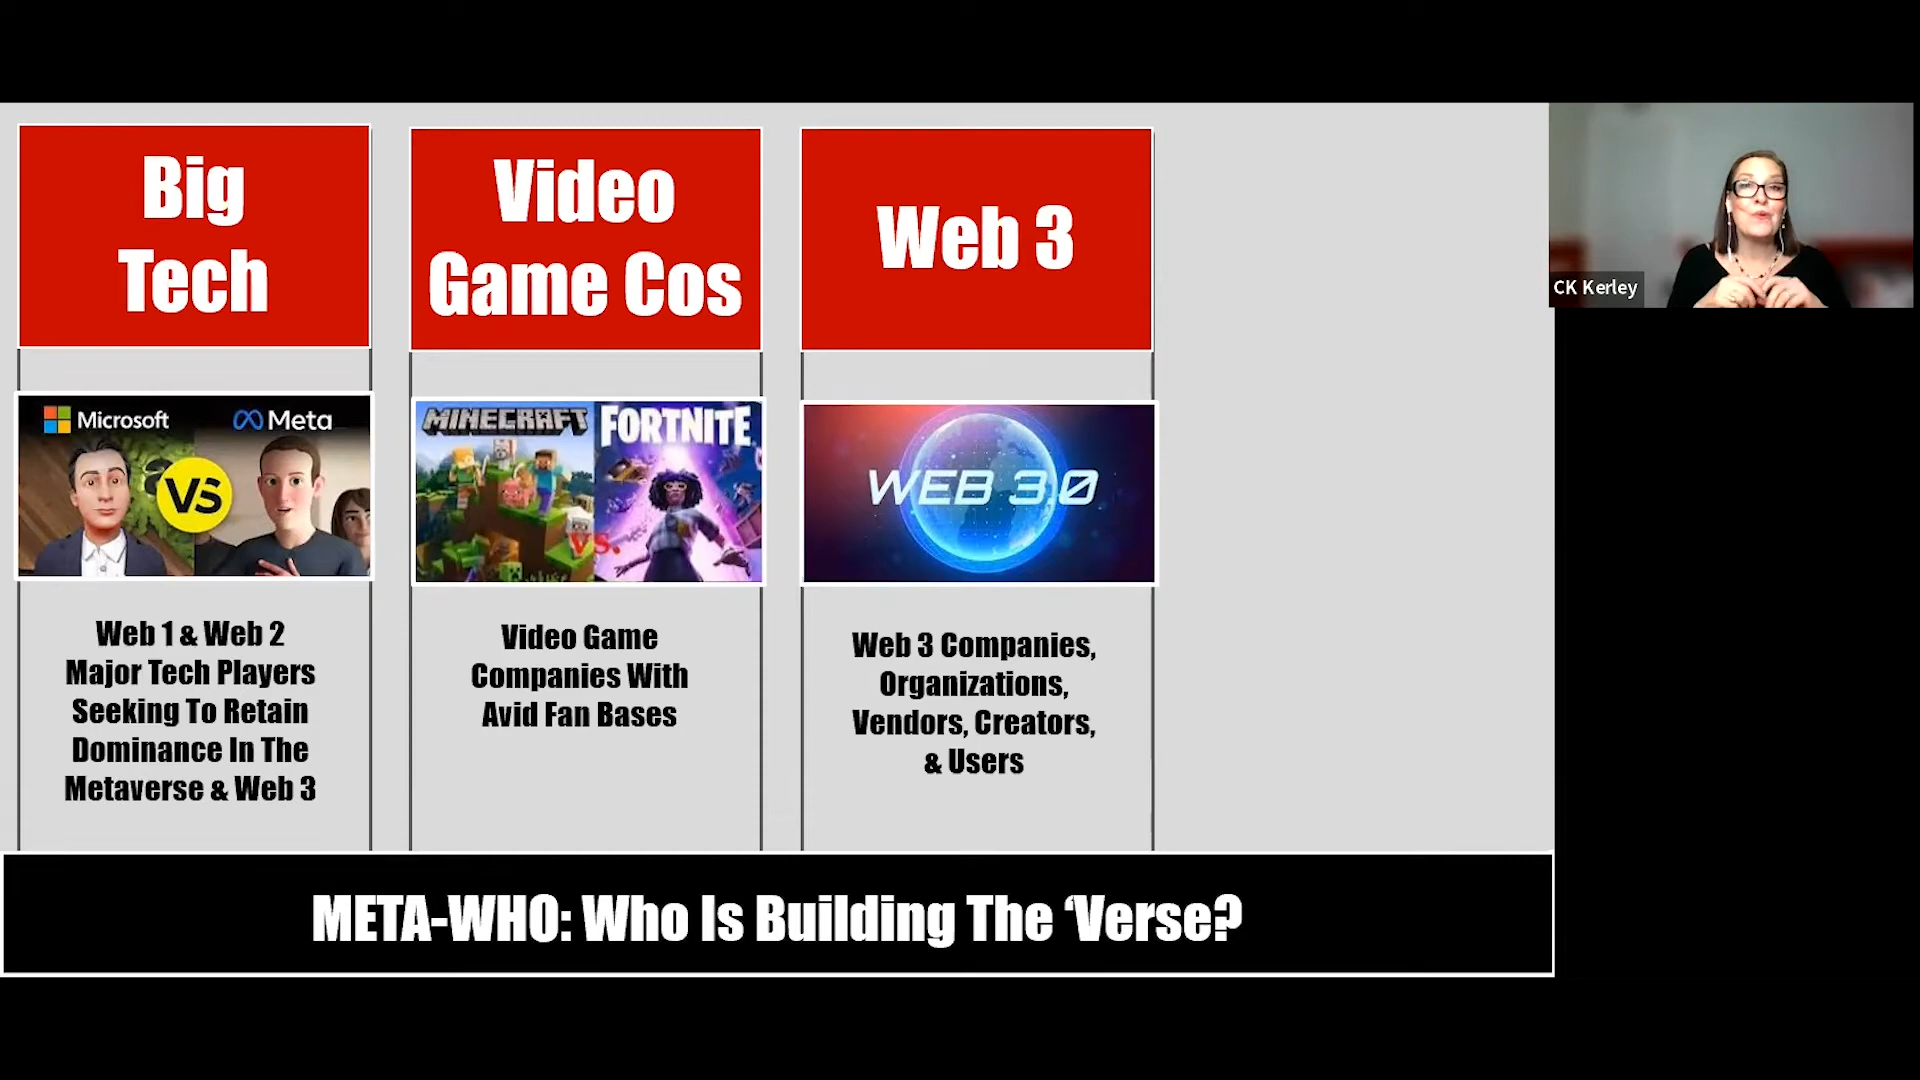 Big
Tech
Microsoft
Meta
VS
Web 1 & Web 2
Major Tech Players
Seeking To Retain
Dominance In The
Metaverse & Web 3
Video
Game Cos
MINECRAFT
FORTNITE
vs.
Video Game
Companies With
Avid Fan Bases
Web 3
WEB 3.0
Web 3 Companies,
Organizations,
Vendors, Creators,
& Users
CK Kerley
META-WHO: Who Is Building The ‘Verse?